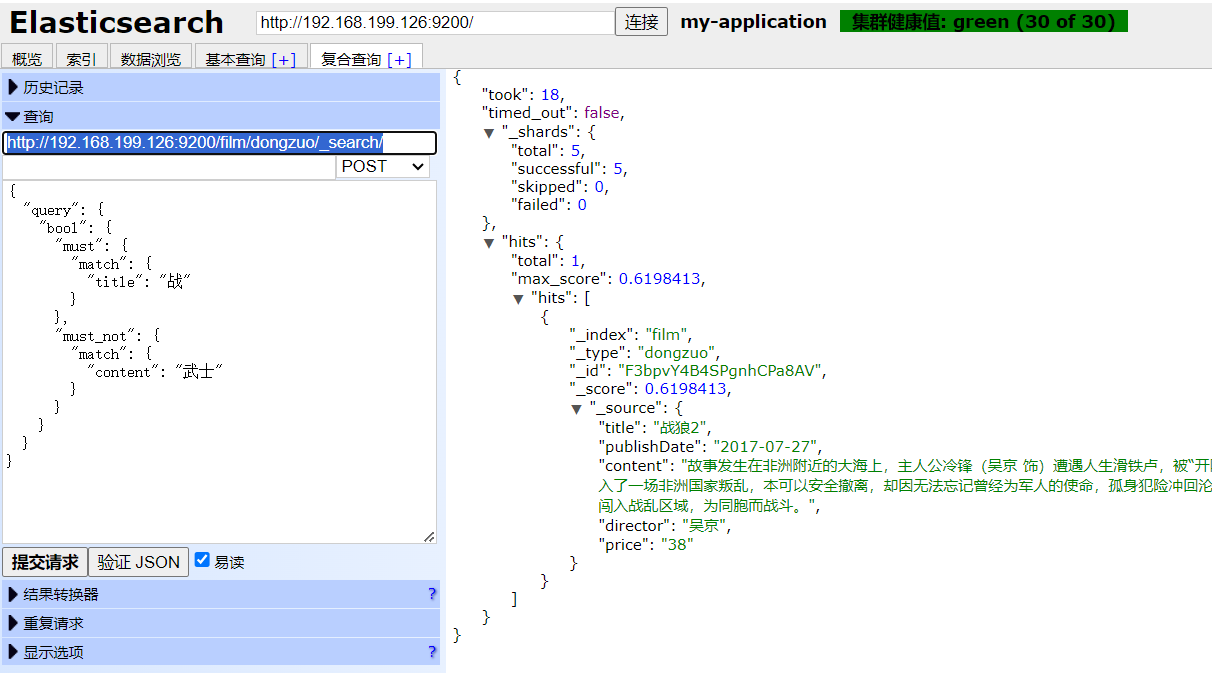 Elasticsearch
http://192.168.199.126:9200/ 连接 my-application 集群健康值: green (30 of 30)
概览 索引 数据浏览 基本查询 [+] 复合查询 [+]
历史记录
查询
http://192.168.199.126:9200/film/dongzuo/_search/
POST
{
"query": {
"bool": {
"must": {
"match": {
"title": "战"
}
},
"must_not": {
"match": {
"content": "武士"
}
}
}
}
}
提交请求 验证 JSON 易读
结果转换器 ?
重复请求
显示选项 ?
{
"took": 18,
"timed_out": false,
"_shards": {
"total": 5,
"successful": 5,
"skipped": 0,
"failed": 0
},
"hits": {
"total": 1,
"max_score": 0.6198413,
"hits": [
{
"_index": "film",
"_type": "dongzuo",
"_id": "F3bpvY4B4SPgnhCPa8AV",
"_score": 0.6198413,
"_source": {
"title": "战狼2",
"publishDate": "2017-07-27",
"content": "故事发生在非洲附近的大海上，主人公冷锋（吴京 饰）遭遇人生滑铁卢，被“开
入了一场非洲国家叛乱，本可以安全撤离，却因无法忘记曾经为军人的使命，孤身犯险冲回沦
闯入战乱区域，为同胞而战斗。",
"director": "吴京",
"price": "38"
}
}
]
}
}